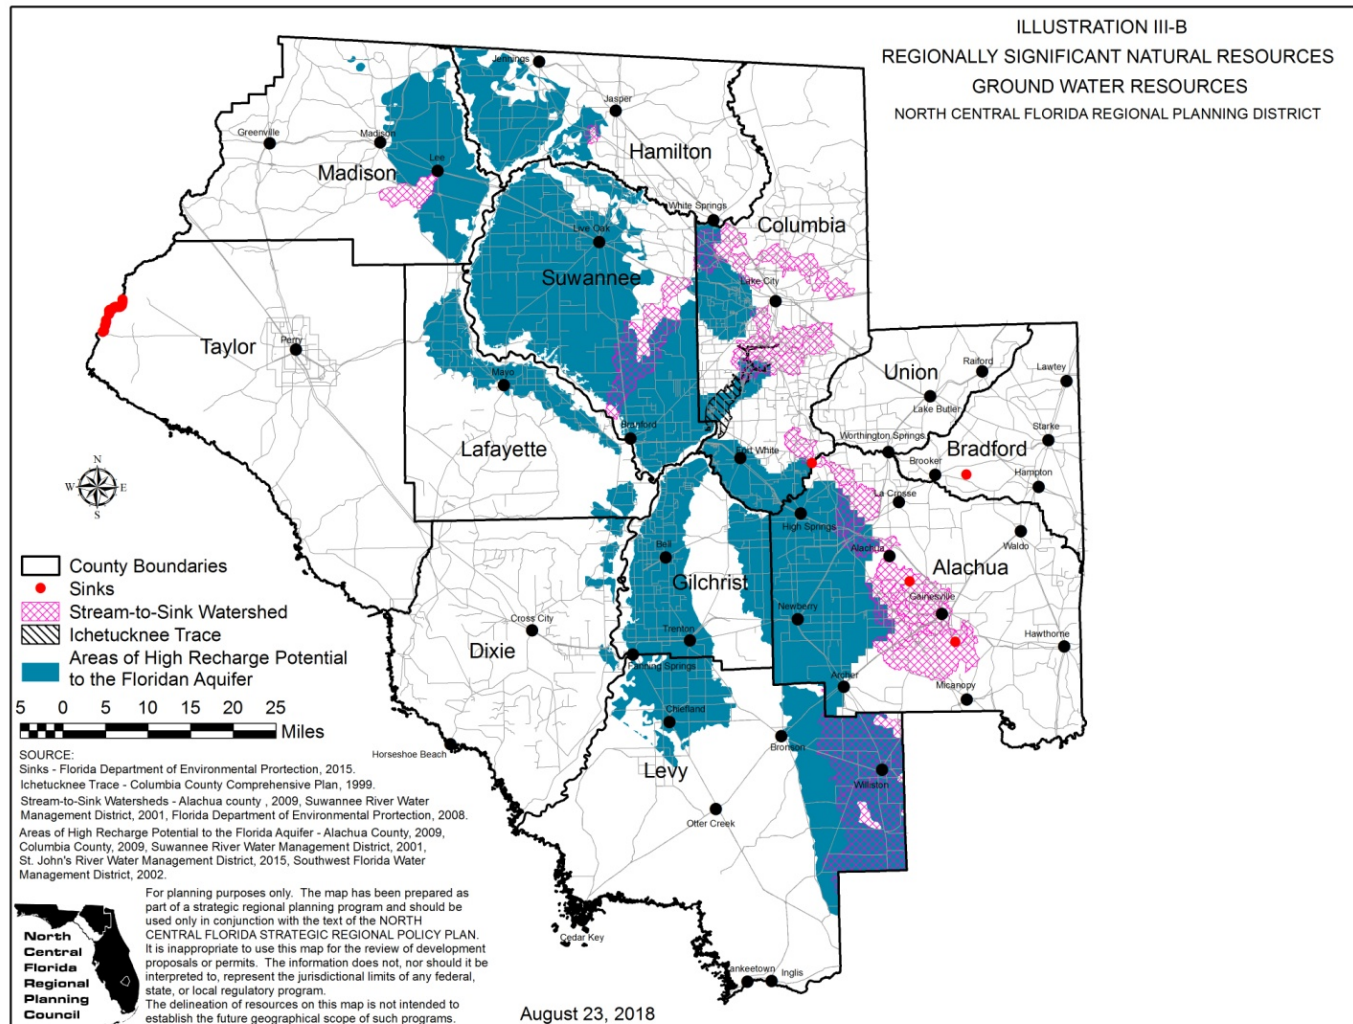 ILLUSTRATION III-B
REGIONALLY SIGNIFICANT NATURAL RESOURCES
GROUND WATER RESOURCES
NORTH CENTRAL FLORIDA REGIONAL PLANNING DISTRICT
Jennings
Jasper
Greenville
Madison
Hamilton
Lee
Madison
White Springs
Columbia
Live Oak
Suwannee
Lake City
Taylor
Perry
Mayo
Union
Raiford
Lawtey
Lake Butler
Branford
Starke
Worthington Springs
Lafayette
Bradford
Fort White
Brooker
Hampton
La Crosse
High Springs
Waldo
Bell
Alachua
Alachua
Gilchrist
Newberry
Gainesville
Cross City
Trenton
Hawthorne
Dixie
Fanning Springs
Archer
Micanopy
Chiefland
Bronson
Horseshoe Beach
Levy
Williston
Otter Creek
Cedar Key
Yankeetown
Inglis
N
W
E
S
County Boundaries
Sinks
Stream-to-Sink Watershed
Ichetucknee Trace
Areas of High Recharge Potential
to the Floridan Aquifer
5 0 5 10 15 20 25
Miles
SOURCE:
Sinks - Florida Department of Environmental Protection, 2015.
Ichetucknee Trace - Columbia County Comprehensive Plan, 1999.
Stream-to-Sink Watersheds - Alachua county , 2009, Suwannee River Water
Management District, 2001, Florida Department of Environmental Protection, 2008.
Areas of High Recharge Potential to the Florida Aquifer - Alachua County, 2009,
Columbia County, 2009, Suwannee River Water Management District, 2001,
St. John's River Water Management District, 2015, Southwest Florida Water
Management District, 2002.
For planning purposes only. The map has been prepared as
part of a strategic regional planning program and should be
used only in conjunction with the text of the NORTH
CENTRAL FLORIDA STRATEGIC REGIONAL POLICY PLAN.
It is inappropriate to use this map for the review of development
proposals or permits. The information does not, nor should it be
interpreted to, represent the jurisdictional limits of any federal,
state, or local regulatory program.
The delineation of resources on this map is not intended to
establish the future geographical scope of such programs.
North
Central
Florida
Regional
Planning
Council
August 23, 2018